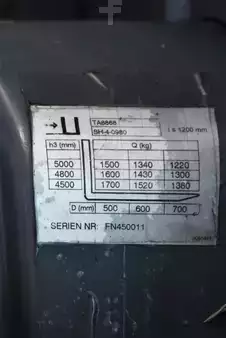 TA8868
SH-4-0980
l ≤ 1200 mm
h3 (mm) Q (kg)
5000 1500 1340 1220
4800 1600 1430 1300
4500 1700 1520 1380
D (mm) 500 600 700
SERIEN NR: FN450011